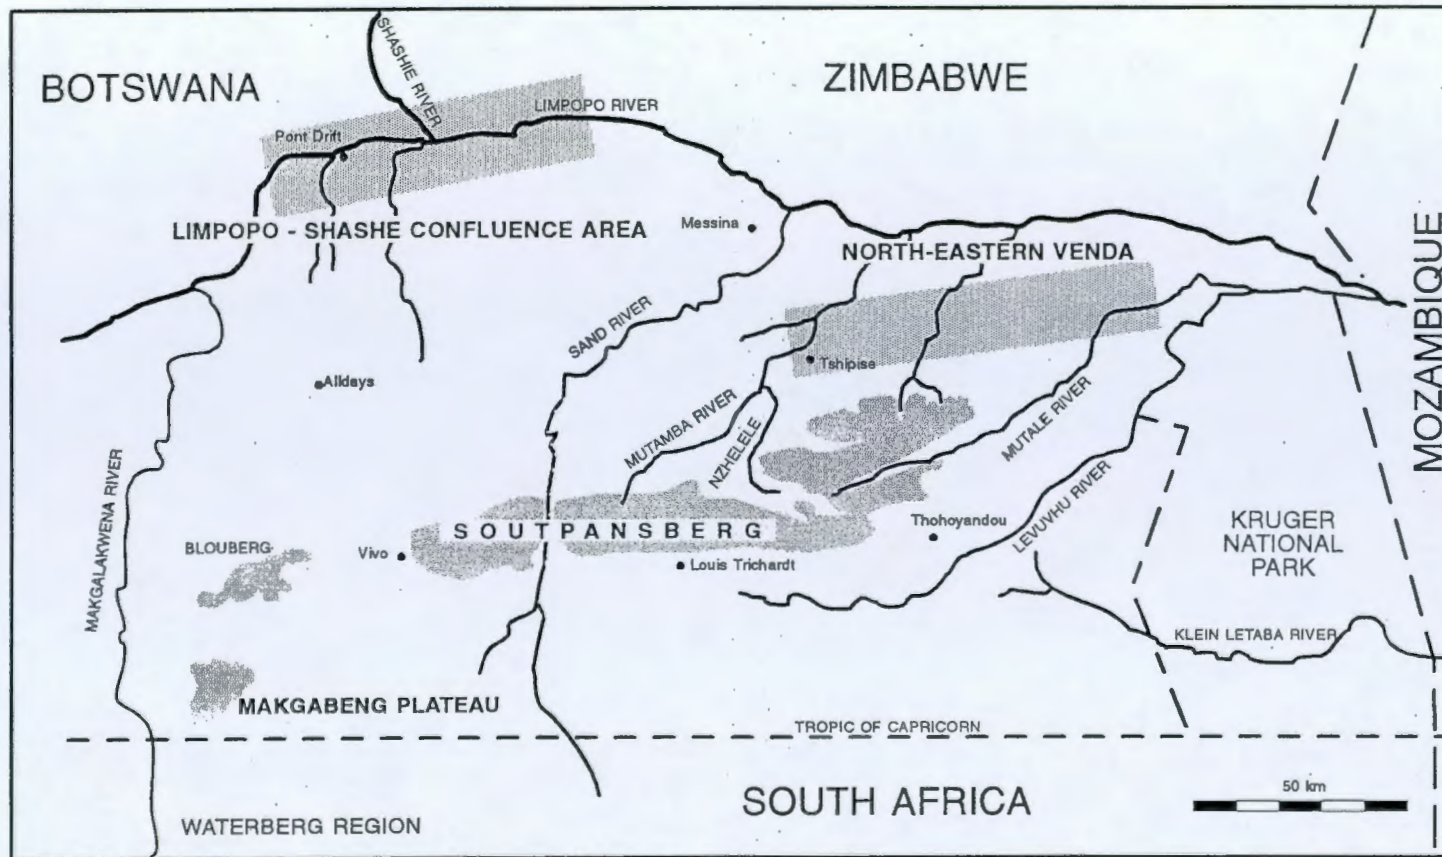 BOTSWANA
SHASHIE RIVER
ZIMBABWE
LIMPOPO RIVER
Pont Drift
LIMPOPO - SHASHE CONFLUENCE AREA
Messina
NORTH-EASTERN VENDA
MOZAMBIQUE
SAND RIVER
Tshipise
Alldays
MUTAMBA RIVER
NZHELELE
MUTALE RIVER
MAKGALAKWENA RIVER
SOUTPANSBERG
Thohoyandou
LEVUVHU RIVER
KRUGER
NATIONAL
PARK
BLOUBERG
Vivo
Louis Trichardt
KLEIN LETABA RIVER
MAKGABENG PLATEAU
TROPIC OF CAPRICORN
50 km
SOUTH AFRICA
WATERBERG REGION